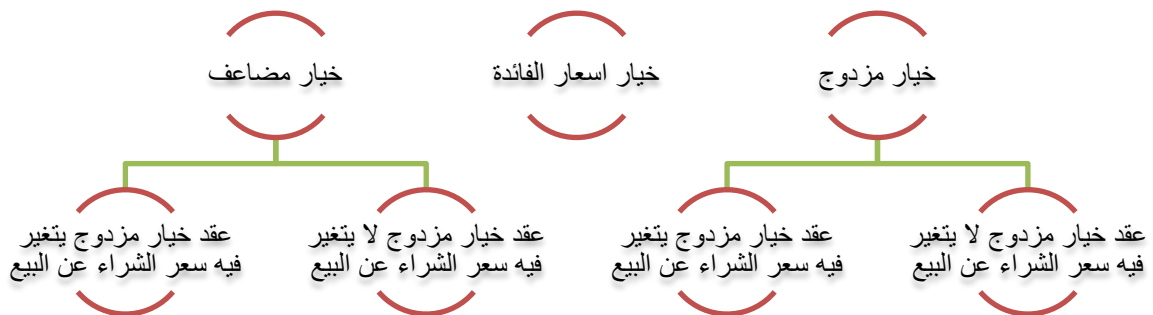 خيار مزدوج
خيار اسعار الفائدة
خيار مضاعف
عقد خيار مزدوج لا يتغير
فيه سعر الشراء عن البيع
عقد خيار مزدوج يتغير
فيه سعر الشراء عن البيع
عقد خيار مزدوج لا يتغير
فيه سعر الشراء عن البيع
عقد خيار مزدوج يتغير
فيه سعر الشراء عن البيع